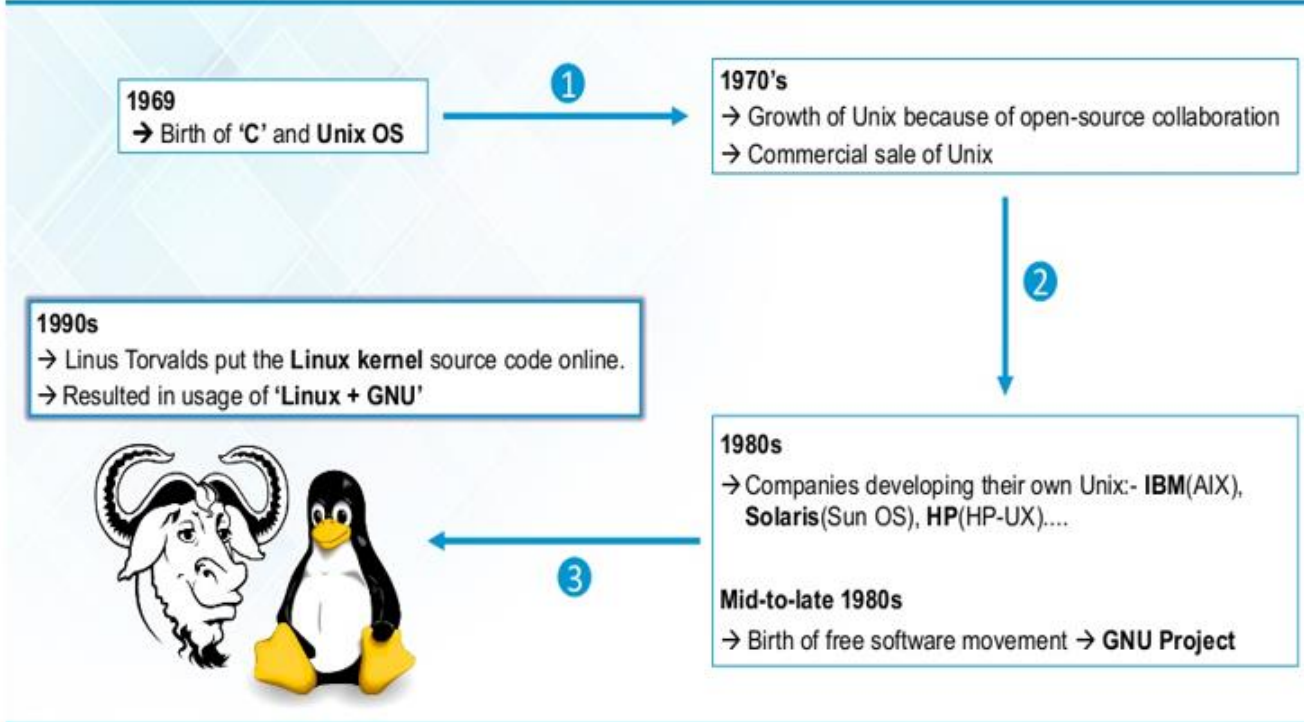 1969
→ Birth of 'C' and Unix OS
1
1970's
→ Growth of Unix because of open-source collaboration
→ Commercial sale of Unix
2
1980s
→ Companies developing their own Unix:- IBM(AIX),
Solaris(Sun OS), HP(HP-UX)....
Mid-to-late 1980s
→ Birth of free software movement → GNU Project
3
1990s
→ Linus Torvalds put the Linux kernel source code online.
→ Resulted in usage of 'Linux + GNU'